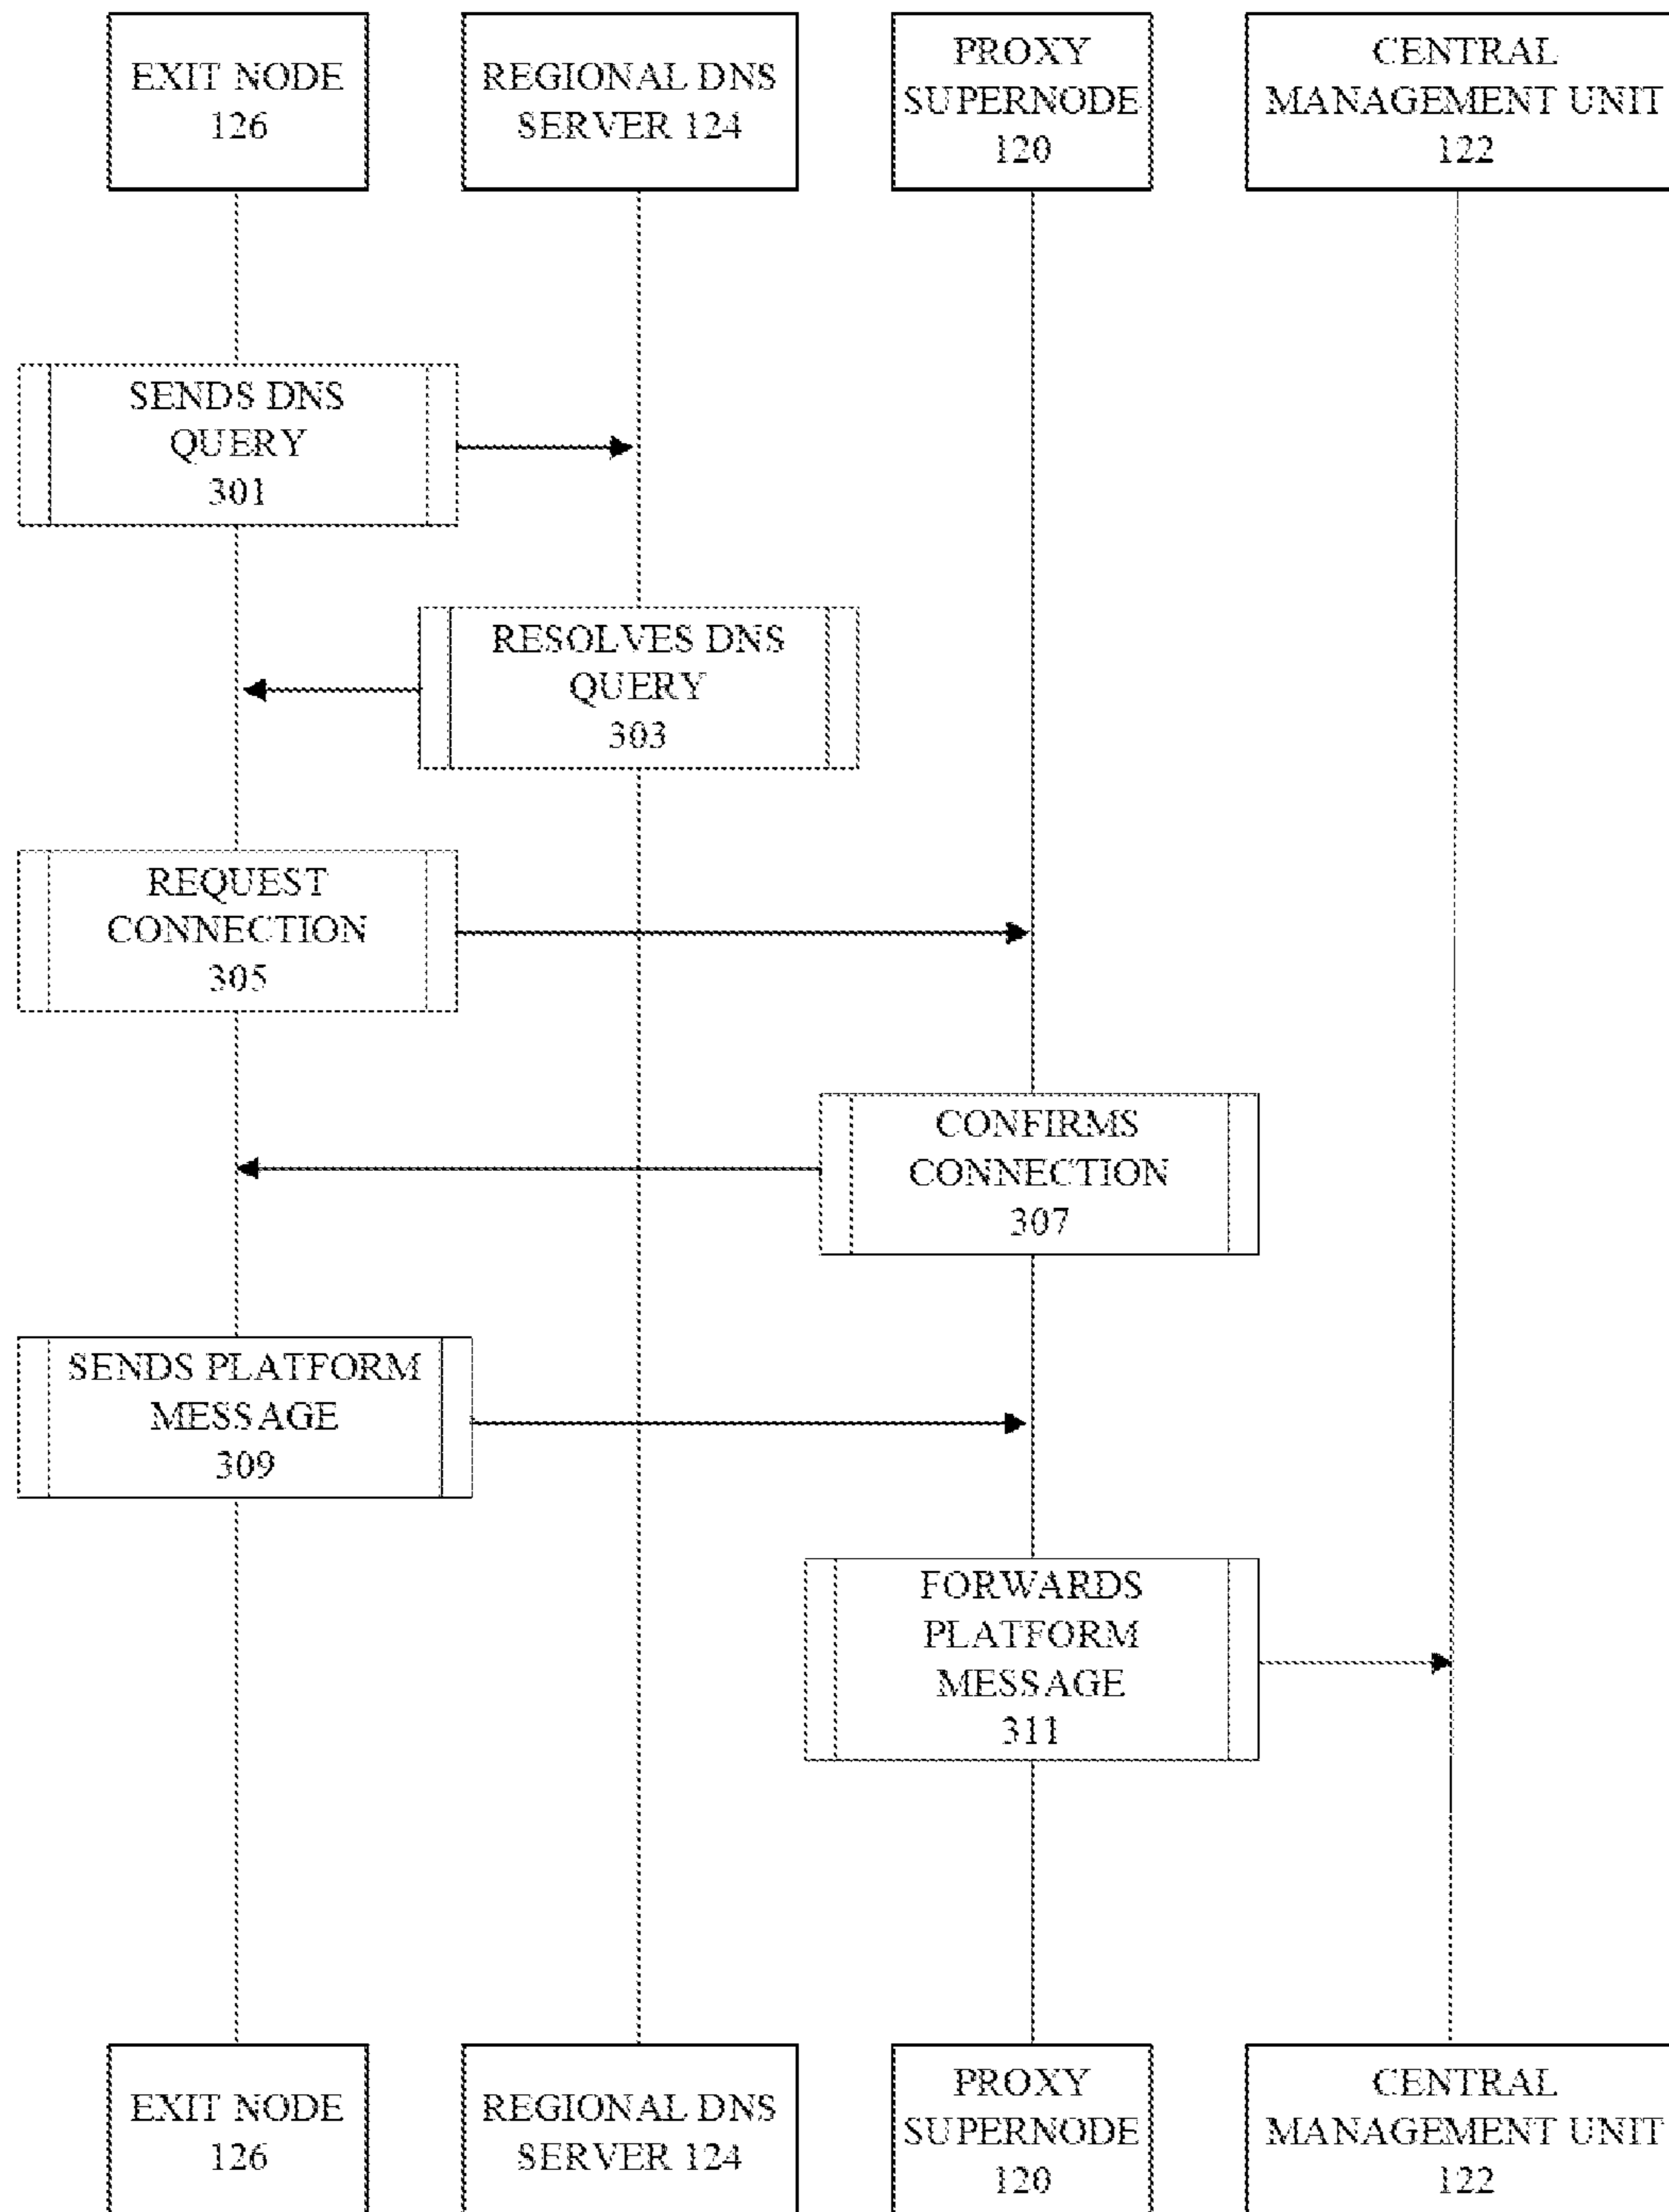 EXIT NODE
126
REGIONAL DNS
SERVER 124
PROXY
SUPERNODE
120
CENTRAL
MANAGEMENT UNIT
122
SENDS DNS
QUERY
301
RESOLVES DNS
QUERY
303
REQUEST
CONNECTION
305
CONFIRMS
CONNECTION
307
SENDS PLATFORM
MESSAGE
309
FORWARDS
PLATFORM
MESSAGE
311
EXIT NODE
126
REGIONAL DNS
SERVER 124
PROXY
SUPERNODE
120
CENTRAL
MANAGEMENT UNIT
122